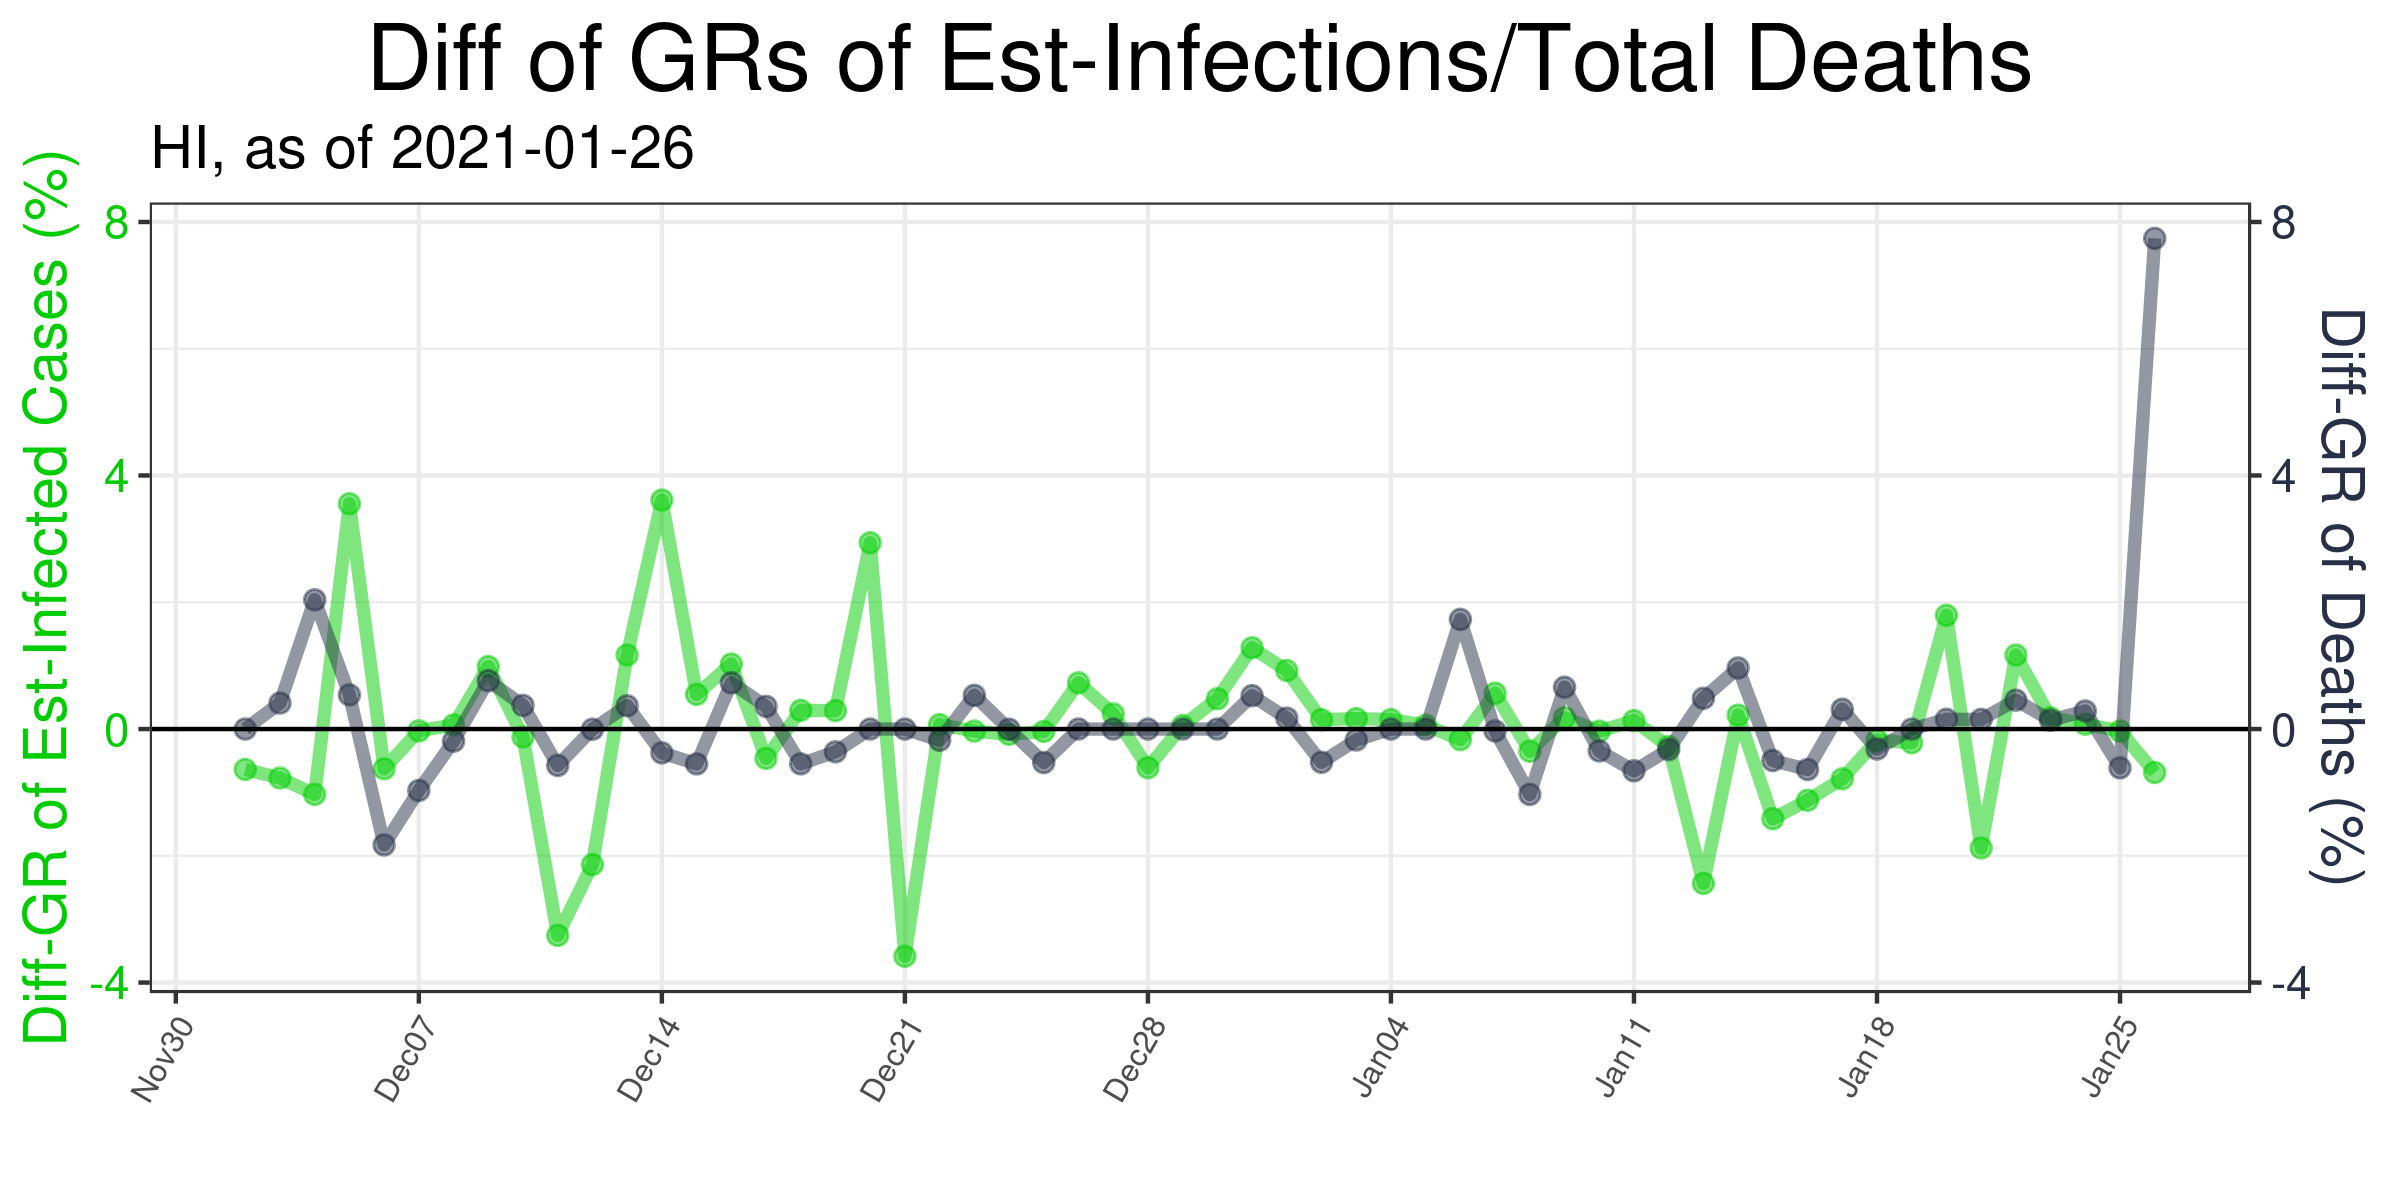 Diff of GRs of Est-Infections/Total Deaths
HI, as of 2021-01-26
Diff-GR of Est-Infected Cases (%)
8
4
0
-4
8
4
0
-4
Diff-GR of Deaths (%)
Nov30
Dec07
Dec14
Dec21
Dec28
Jan04
Jan11
Jan18
Jan25